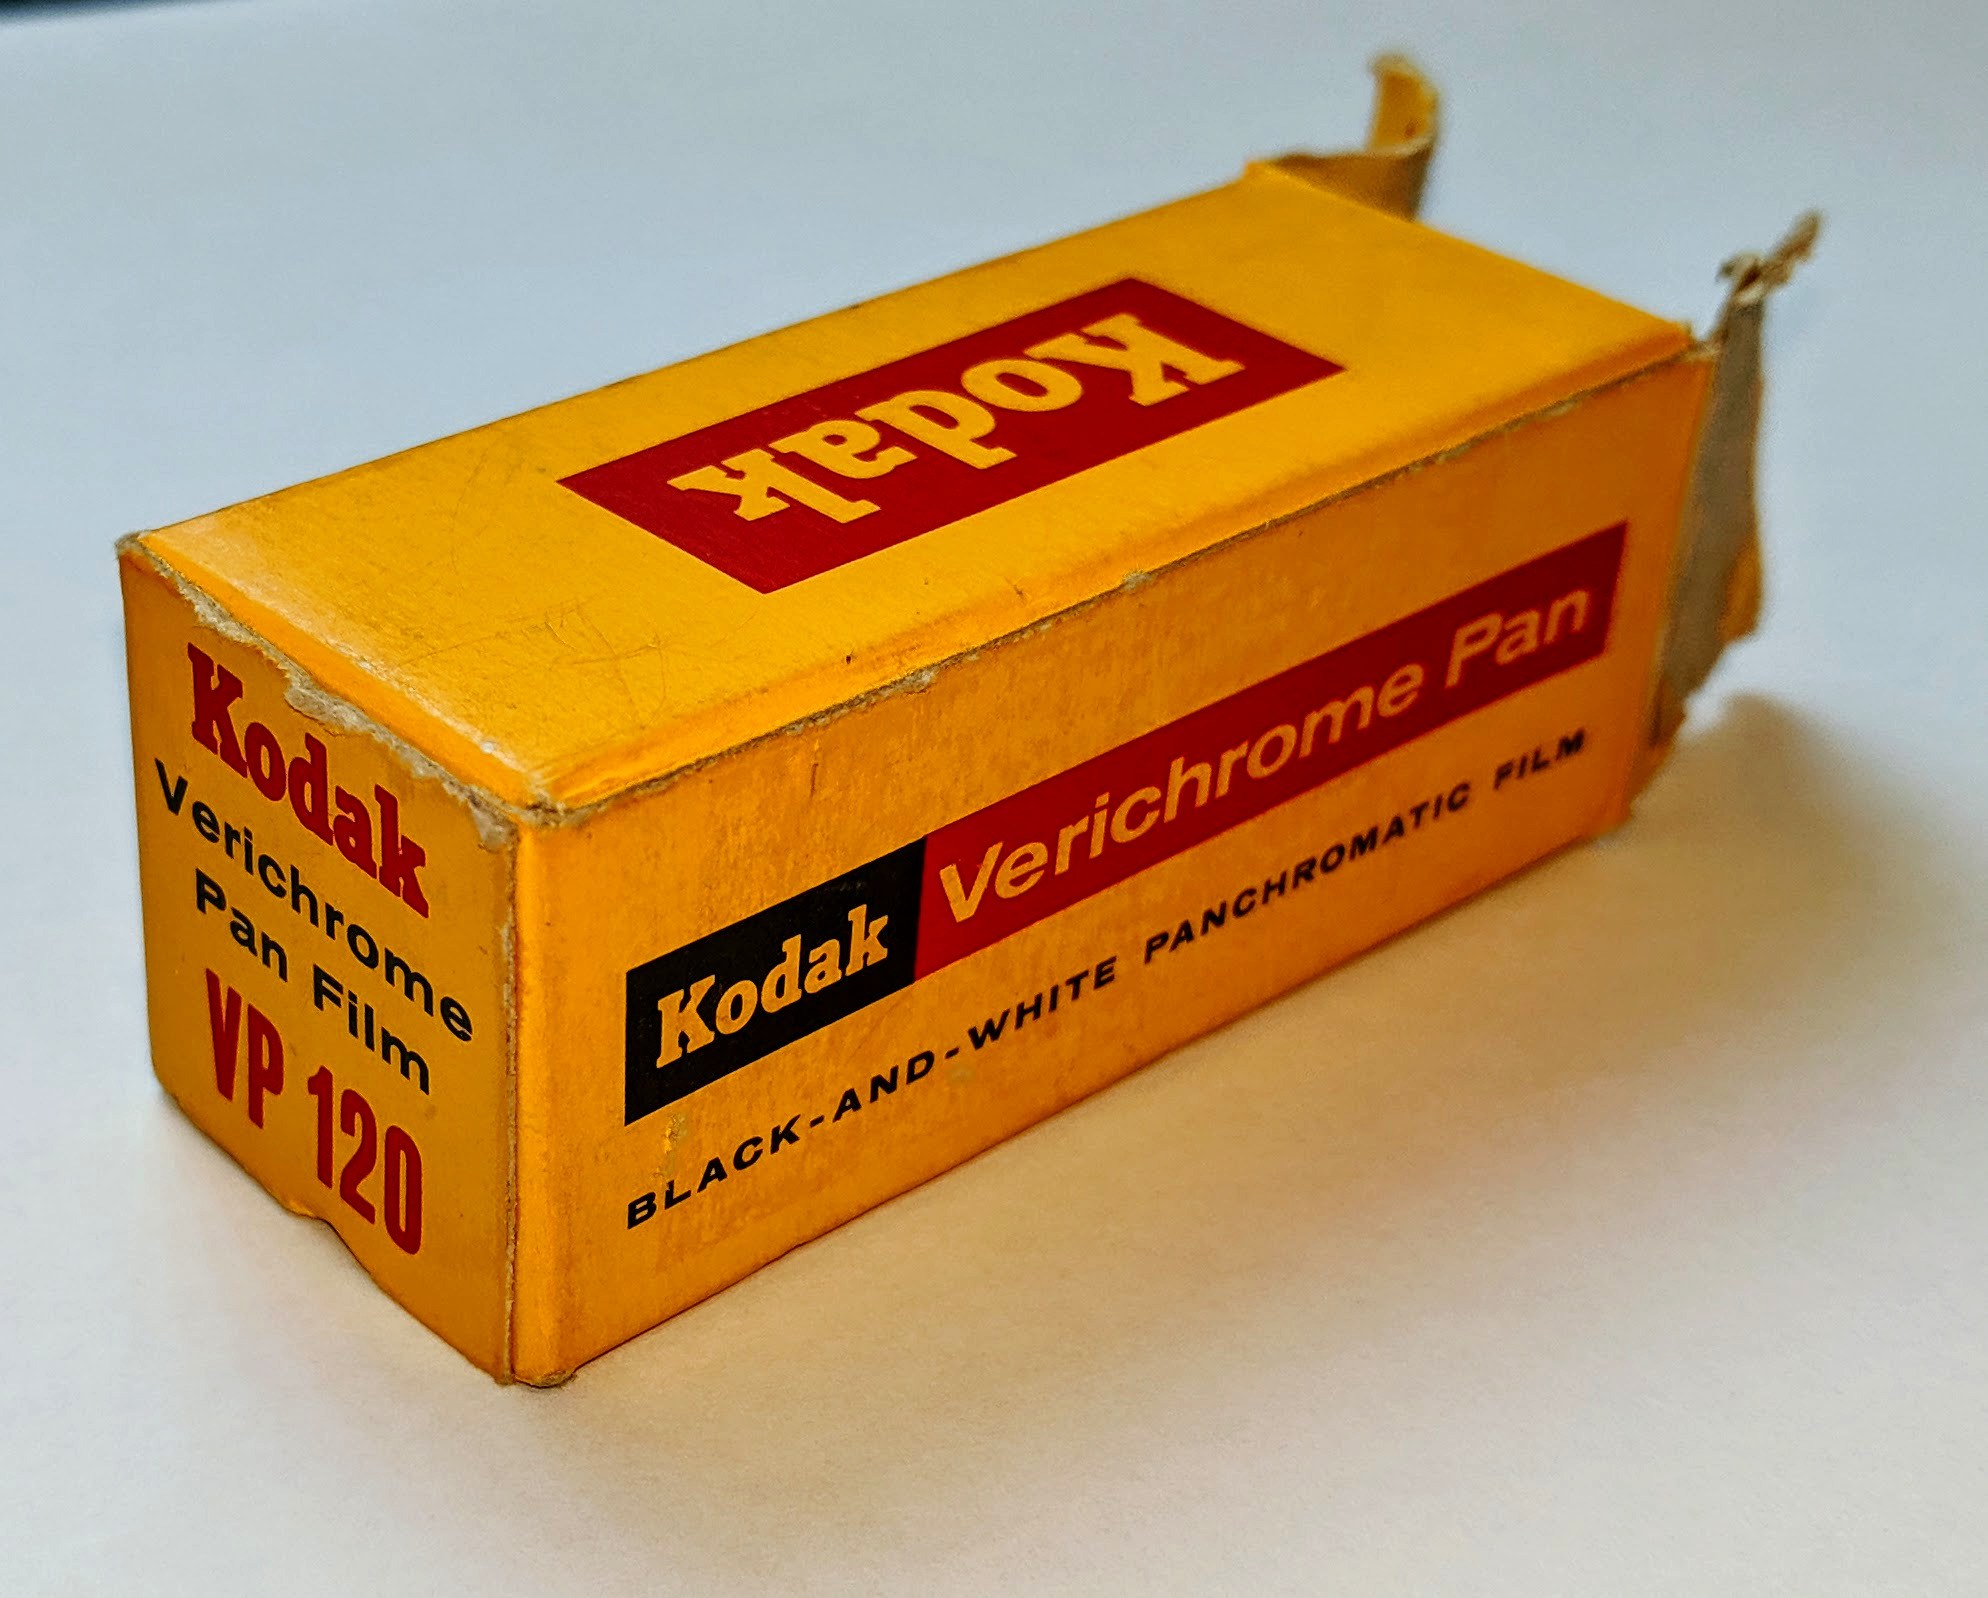 Kodak
Kodak
Verichrome
Pan Film
VP 120
Kodak Verichrome Pan
BLACK-AND-WHITE PANCHROMATIC FILM